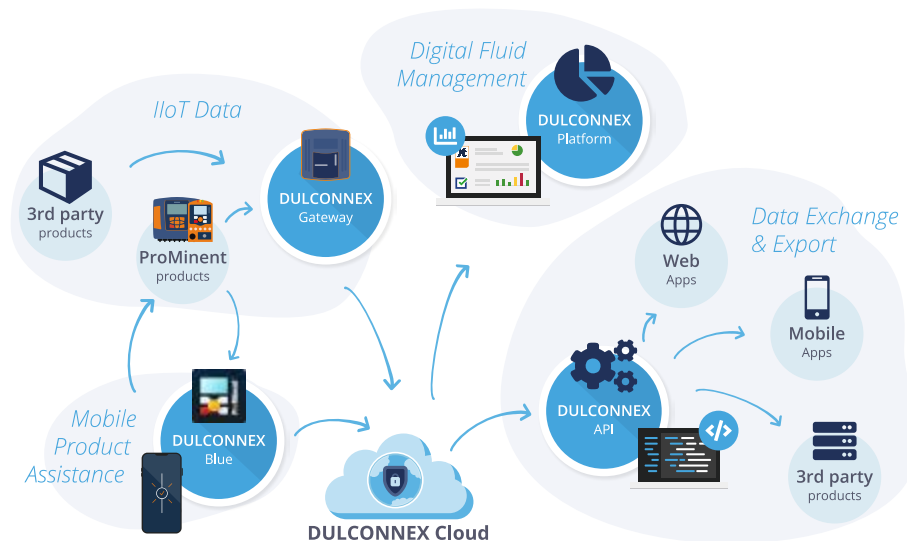 Digital Fluid
Management
DULCONNEX
Platform
IIoT Data
DULCONNEX
Gateway
3rd party
products
ProMinent
products
Data Exchange
& Export
Web
Apps
Mobile
Apps
DULCONNEX
API
</>
3rd party
products
Mobile
Product
Assistance
DULCONNEX
Blue
DULCONNEX Cloud